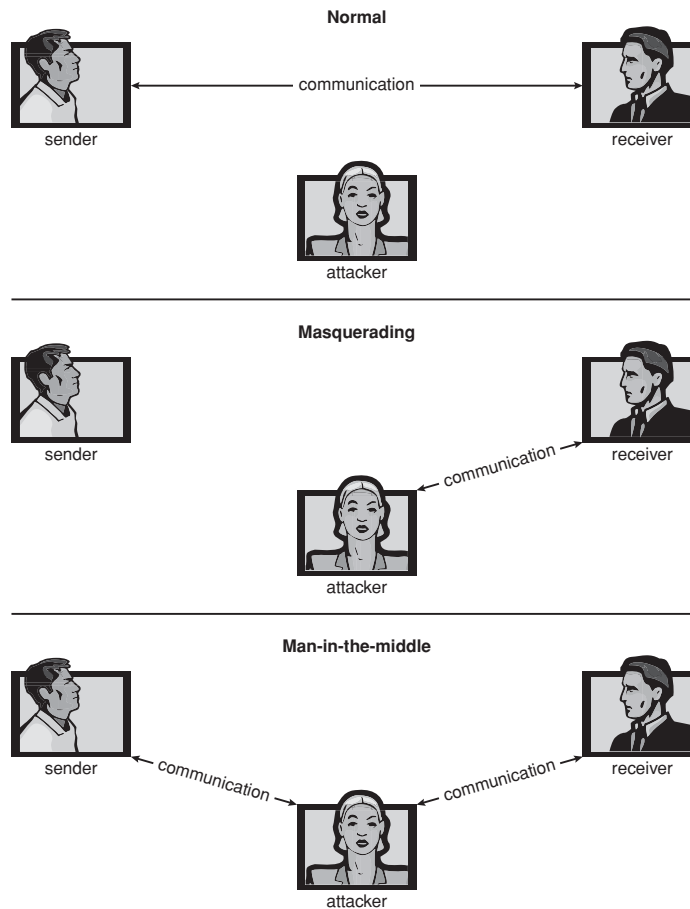 Normal
communication
sender
receiver
attacker
Masquerading
sender
receiver
communication
attacker
Man-in-the-middle
sender
receiver
communication
communication
attacker